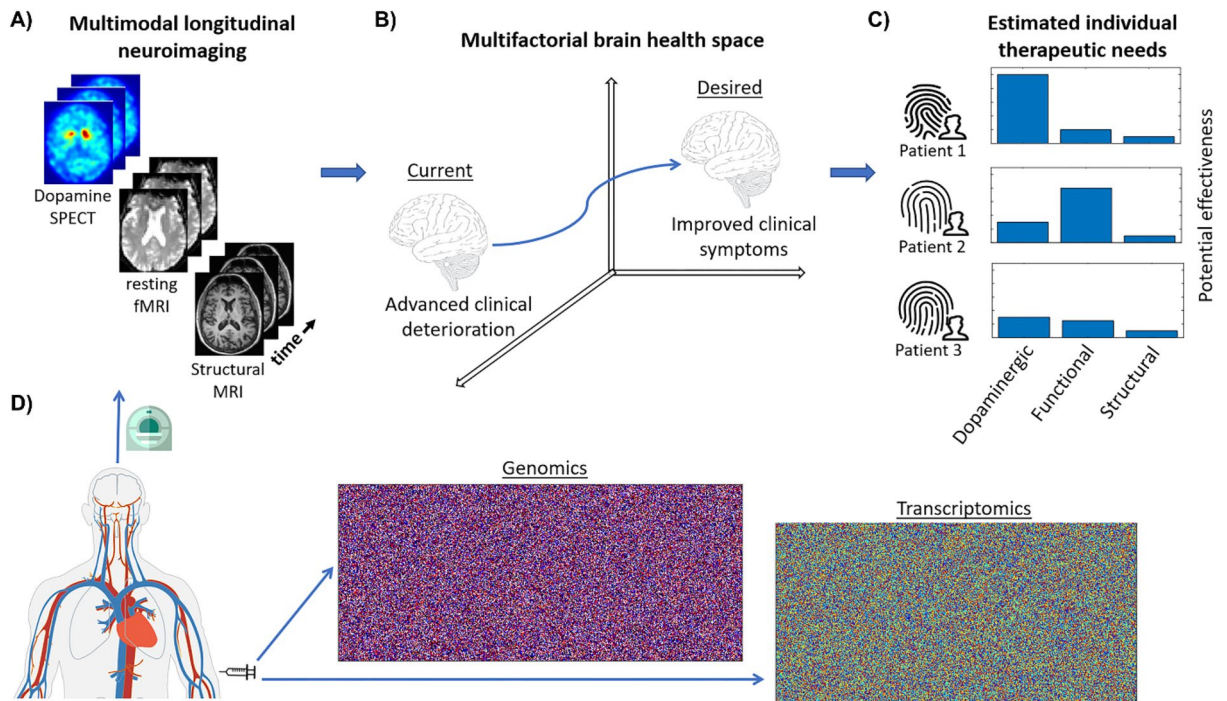 A)
Multimodal longitudinal
neuroimaging
Dopamine
SPECT
resting
fMRI
Structural
MRI
time
B)
Multifactorial brain health space
Current
Advanced clinical
deterioration
Desired
Improved clinical
symptoms
C)
Estimated individual
therapeutic needs
Patient 1
Patient 2
Patient 3
Potential effectiveness
Dopaminergic
Functional
Structural
D)
Genomics
Transcriptomics